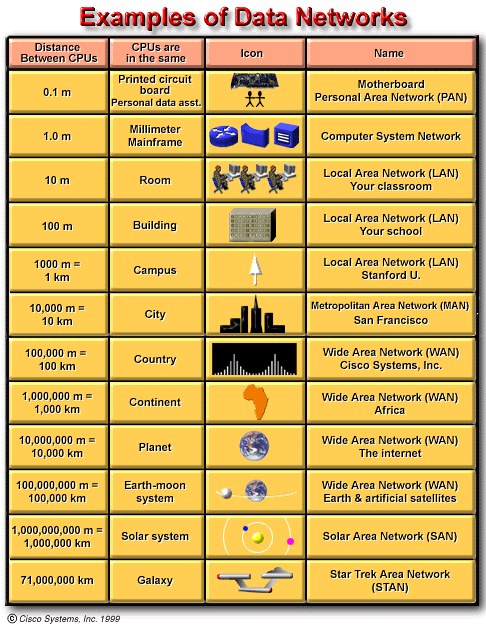 Examples of Data Networks
Distance
Between CPUs
CPUs are
in the same
Icon
Name
0.1 m
Printed circuit
board
Personal data asst.
Motherboard
Personal Area Network (PAN)
1.0 m
Millimeter
Mainframe
Computer System Network
10 m
Room
Local Area Network (LAN)
Your classroom
100 m
Building
Local Area Network (LAN)
Your school
1000 m =
1 km
Campus
Local Area Network (LAN)
Stanford U.
10,000 m =
10 km
City
Metropolitan Area Network (MAN)
San Francisco
100,000 m =
100 km
Country
Wide Area Network (WAN)
Cisco Systems, Inc.
1,000,000 m =
1,000 km
Continent
Wide Area Network (WAN)
Africa
10,000,000 m =
10,000 km
Planet
Wide Area Network (WAN)
The internet
100,000,000 m =
100,000 km
Earth-moon
system
Wide Area Network (WAN)
Earth & artificial satellites
1,000,000,000 m =
1,000,000 km
Solar system
Solar Area Network (SAN)
71,000,000 km
Galaxy
Star Trek Area Network
(STAN)
© Cisco Systems, Inc. 1999